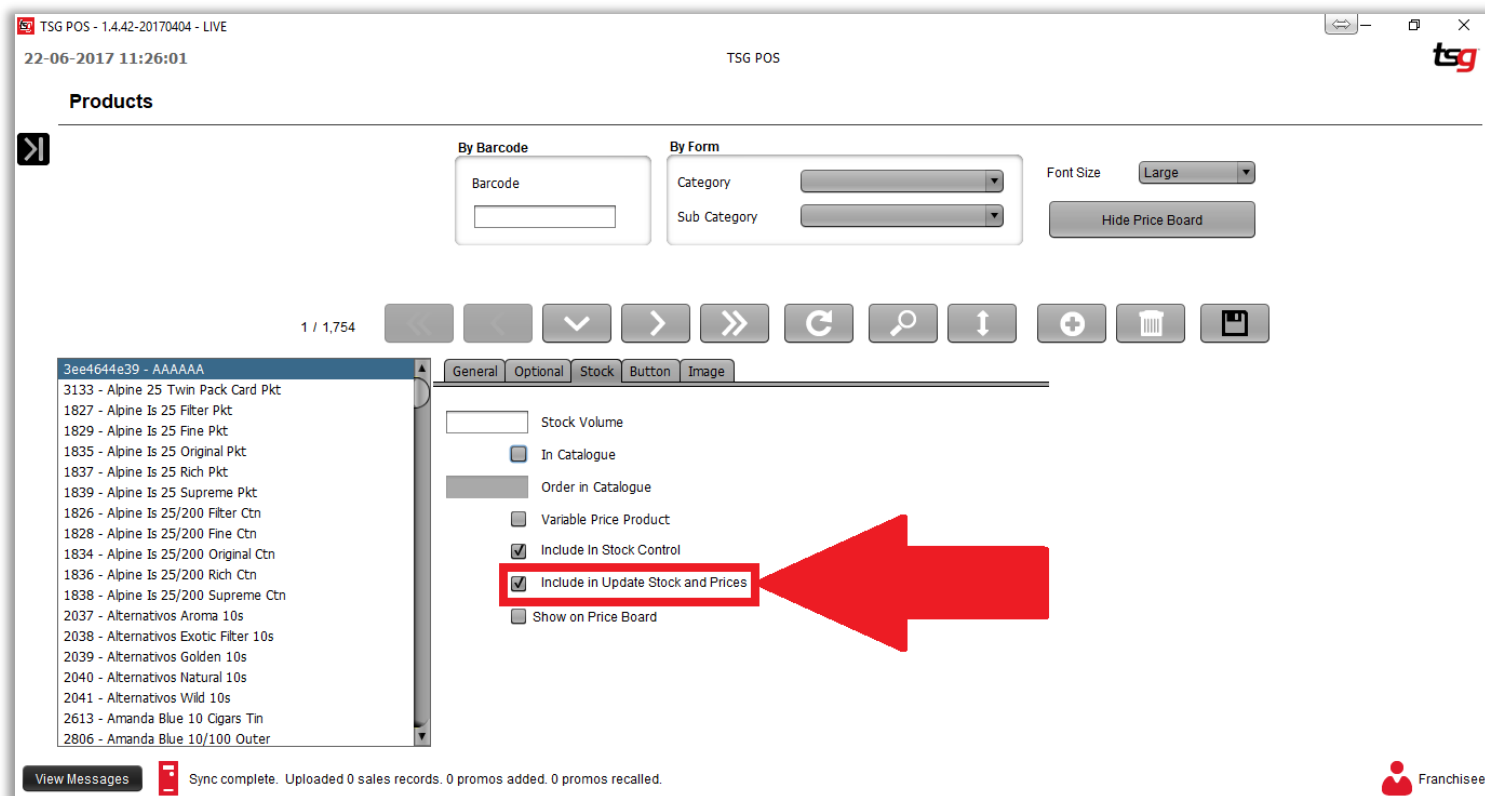 TSG POS - 1.4.42-20170404 - LIVE
22-06-2017 11:26:01
TSG POS
tsg
Products
By Barcode
By Form
Barcode
Category
Sub Category
Font Size
Large
Hide Price Board
1 / 1,754
3ee4644e39 - AAAAAA
3133 - Alpine 25 Twin Pack Card Pkt
1827 - Alpine Is 25 Filter Pkt
1829 - Alpine Is 25 Fine Pkt
1835 - Alpine Is 25 Original Pkt
1837 - Alpine Is 25 Rich Pkt
1839 - Alpine Is 25 Supreme Pkt
1826 - Alpine Is 25/200 Filter Ctn
1828 - Alpine Is 25/200 Fine Ctn
1834 - Alpine Is 25/200 Original Ctn
1836 - Alpine Is 25/200 Rich Ctn
1838 - Alpine Is 25/200 Supreme Ctn
2037 - Alternativos Aroma 10s
2038 - Alternativos Exotic Filter 10s
2039 - Alternativos Golden 10s
2040 - Alternativos Natural 10s
2041 - Alternativos Wild 10s
2613 - Amanda Blue 10 Cigars Tin
2806 - Amanda Blue 10/100 Outer
General Optional Stock Button Image
Stock Volume
In Catalogue
Order in Catalogue
Variable Price Product
Include In Stock Control
Include in Update Stock and Prices
Show on Price Board
View Messages
Sync complete. Uploaded 0 sales records. 0 promos added. 0 promos recalled.
Franchisee